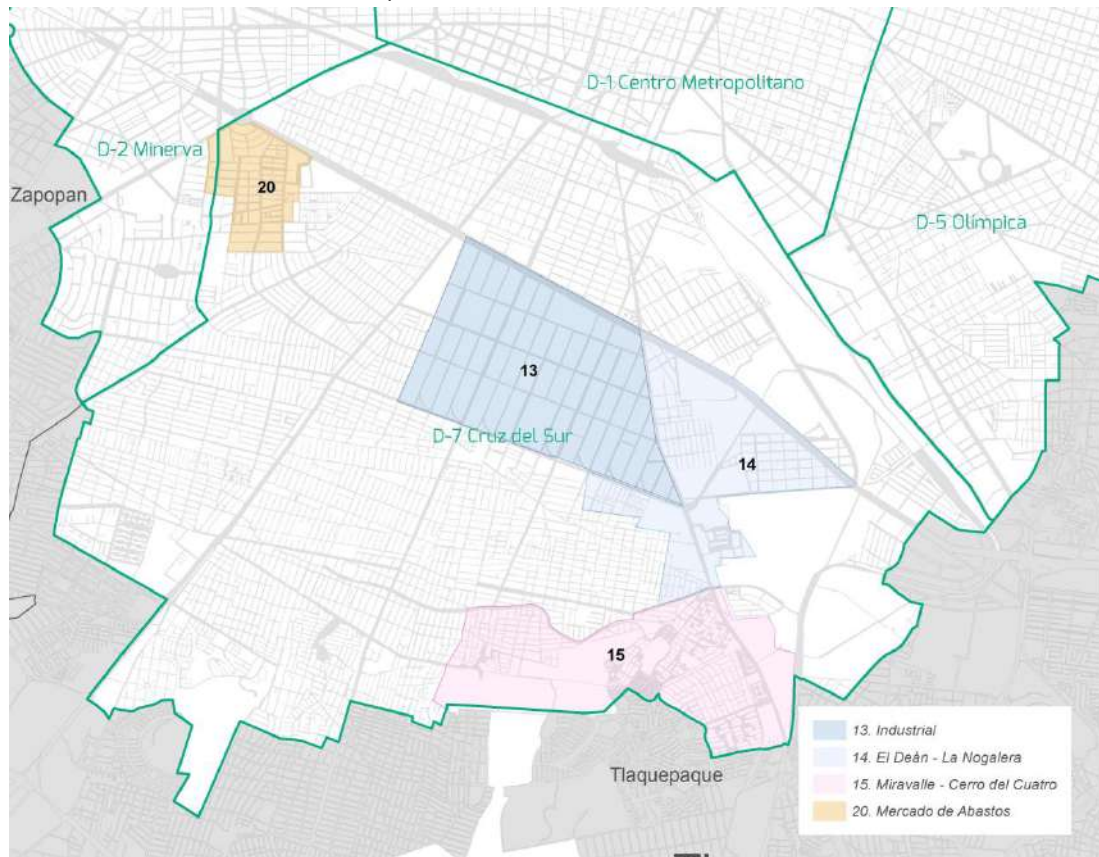 D-1 Centro Metropolitano
D-2 Minerva
20
Zapopan
D-5 Olímpica
13
D-7 Cruz del Sur
14
15
Tlaquepaque
13. Industrial
14. El Deàn - La Nogalera
15. Miravalle - Cerro del Cuatro
20. Mercado de Abastos